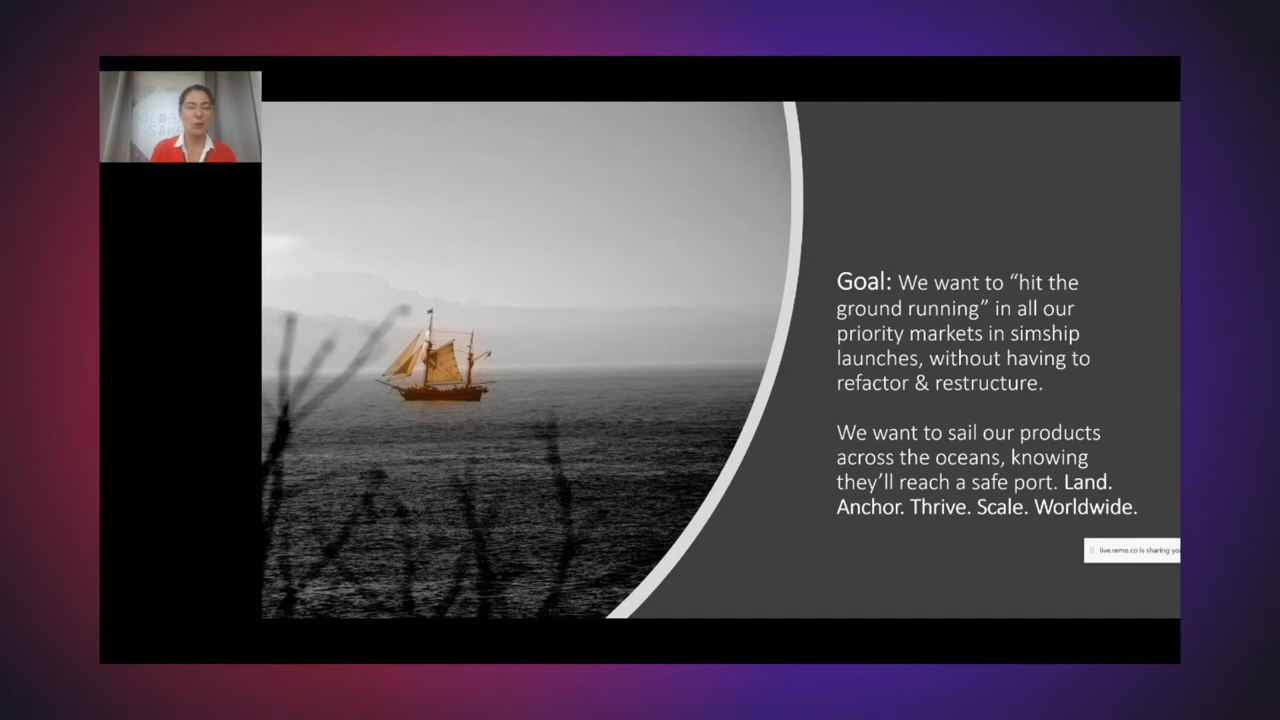 Goal: We want to “hit the
ground running” in all our
priority markets in simship
launches, without having to
refactor & restructure.
We want to sail our products
across the oceans, knowing
they’ll reach a safe port. Land.
Anchor. Thrive. Scale. Worldwide.
live.remo.co is sharing